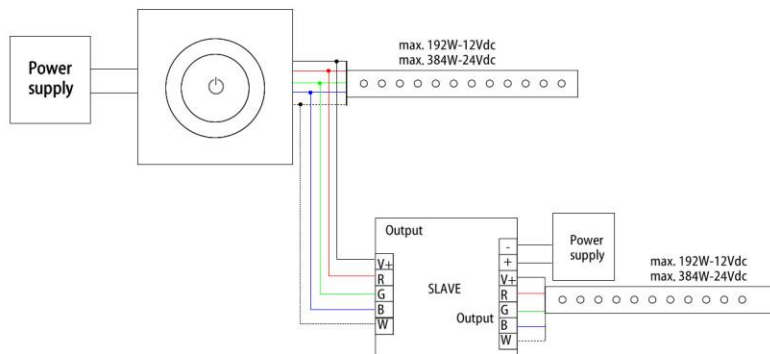 max. 192W-12Vdc
max. 384W-24Vdc
Power
supply
Output
V+
R
G
B
W
SLAVE
Output
-
+
V+
R
G
B
W
Power
supply
max. 192W-12Vdc
max. 384W-24Vdc